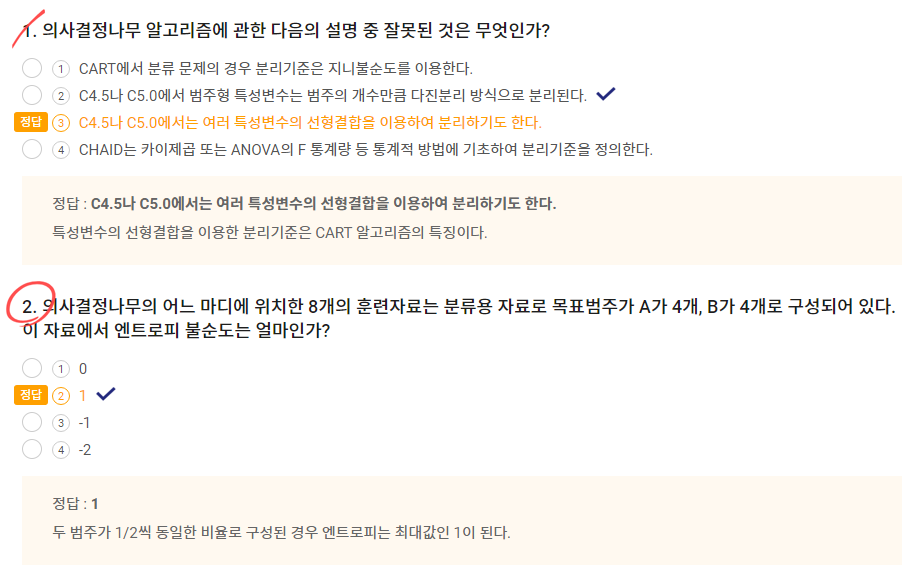 1. 의사결정나무 알고리즘에 관한 다음의 설명 중 잘못된 것은 무엇인가?
1 CART에서 분류 문제의 경우 분리기준은 지니불순도를 이용한다.
2 C4.5나 C5.0에서 범주형 특성변수는 범주의 개수만큼 다진분리 방식으로 분리된다.
정답 3 C4.5나 C5.0에서는 여러 특성변수의 선형결합을 이용하여 분리하기도 한다.
4 CHAID는 카이제곱 또는 ANOVA의 F 통계량 등 통계적 방법에 기초하여 분리기준을 정의한다.
정답 : C4.5나 C5.0에서는 여러 특성변수의 선형결합을 이용하여 분리하기도 한다.
특성변수의 선형결합을 이용한 분리기준은 CART 알고리즘의 특징이다.
2. 의사결정나무의 어느 마디에 위치한 8개의 훈련자료는 분류용 자료로 목표범주가 A가 4개, B가 4개로 구성되어 있다.
이 자료에서 엔트로피 불순도는 얼마인가?
1 0
정답 2 1
3 -1
4 -2
정답 : 1
두 범주가 1/2씩 동일한 비율로 구성된 경우 엔트로피는 최대값인 1이 된다.